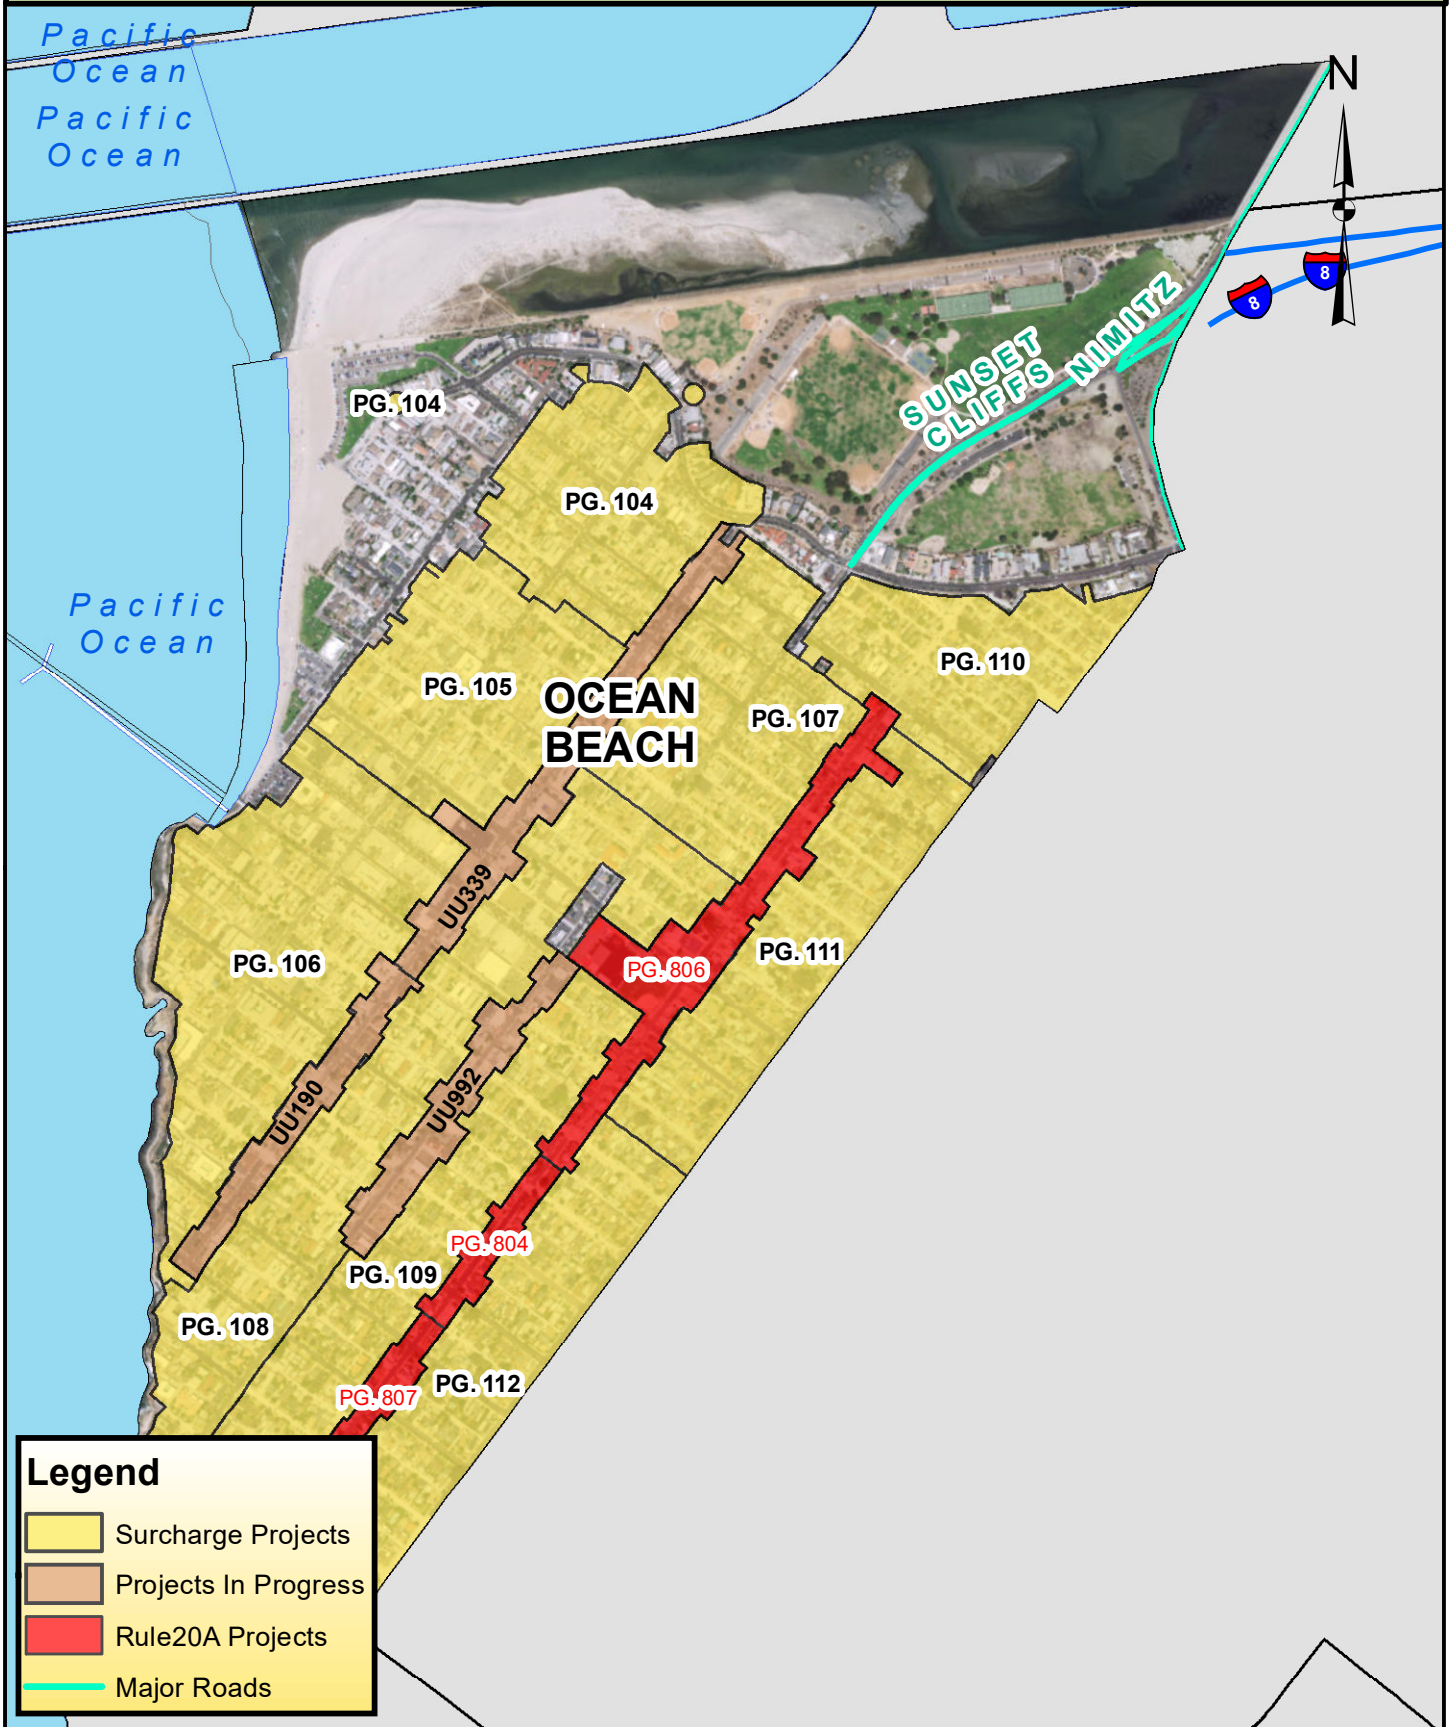 Pacific
Ocean
Pacific
Ocean
N
8
8
SUNSET
CLIFFS
NIMITZ
PG. 104
PG. 104
Pacific
Ocean
PG. 110
PG. 105
OCEAN
BEACH
PG. 107
UU339
PG. 106
PG. 111
PG. 806
UU190
UU992
PG. 804
PG. 109
PG. 108
PG. 112
PG. 807
Legend
Surcharge Projects
Projects In Progress
Rule20A Projects
Major Roads